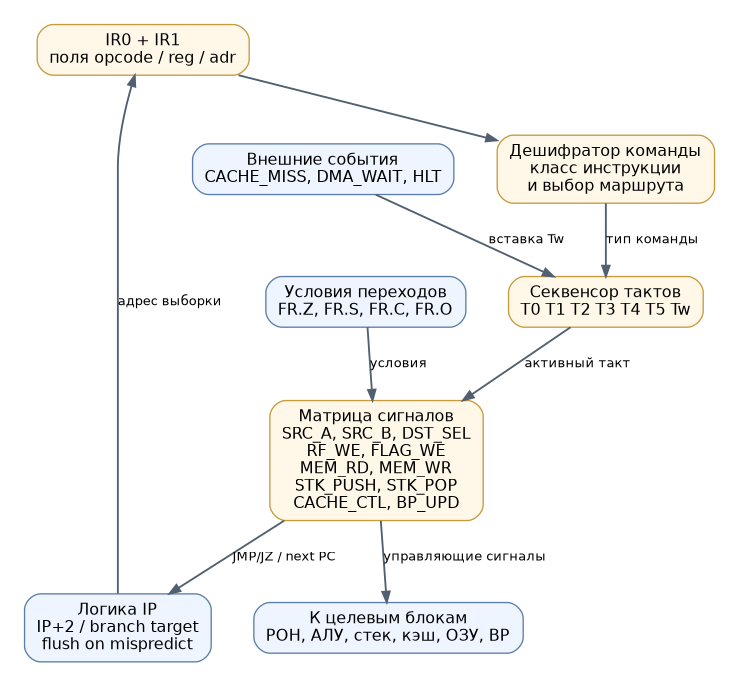 IR0 + IR1
поля opcode / reg / adr
Дешифратор команды
класс инструкции
и выбор маршрута
Внешние события
CACHE_MISS, DMA_WAIT, HLT
вставка Tw
тип команды
Условия переходов
FR.Z, FR.S, FR.C, FR.O
Секвенсор тактов
T0 T1 T2 T3 T4 T5 Tw
адрес выборки
условия
активный такт
Матрица сигналов
SRC_A, SRC_B, DST_SEL
RF_WE, FLAG_WE
MEM_RD, MEM_WR
STK_PUSH, STK_POP
CACHE_CTL, BP_UPD
JMP/JZ / next PC
управляющие сигналы
Логика IP
IP+2 / branch target
flush on mispredict
К целевым блокам
РОН, АЛУ, стек, кэш, ОЗУ, BP